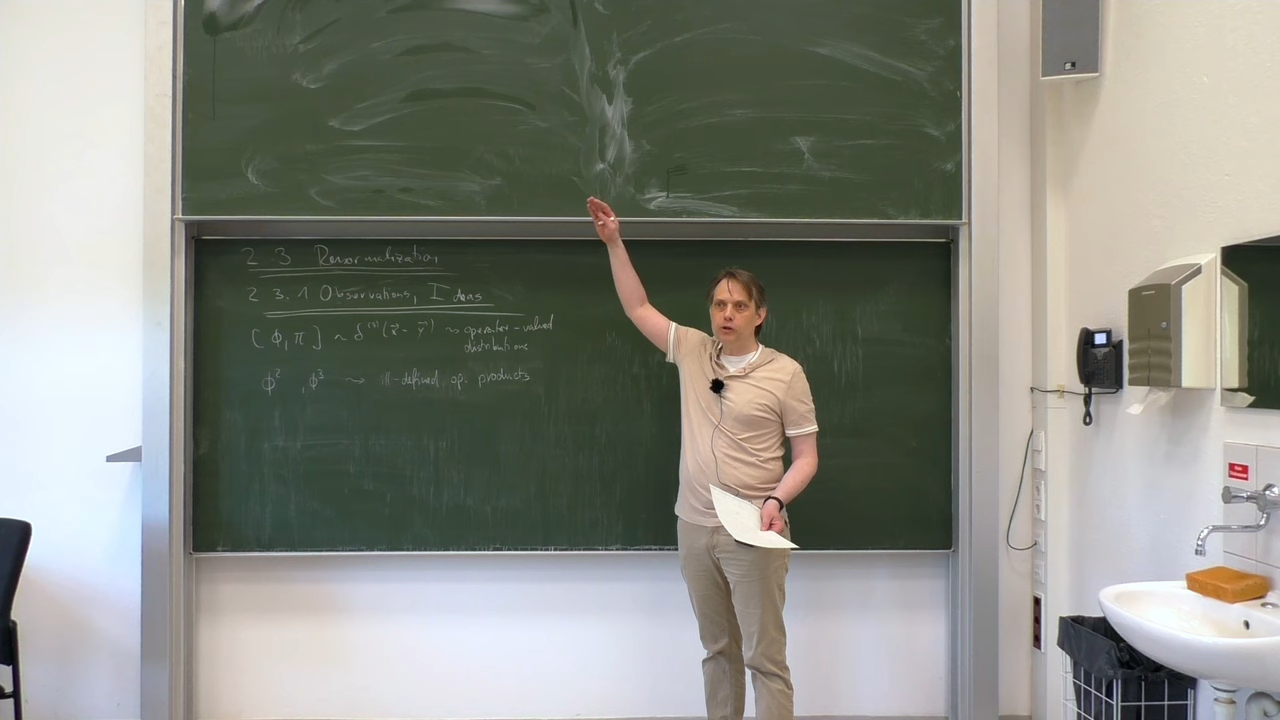 2.3 Renormalization
2.3.1 Observations, Ideas
[ϕ, π] ~ δ⁽³⁾(x⃗ - y⃗) ⤳ operator-valued
distributions
ϕ², ϕ³ ⤳ ill-defined op. products